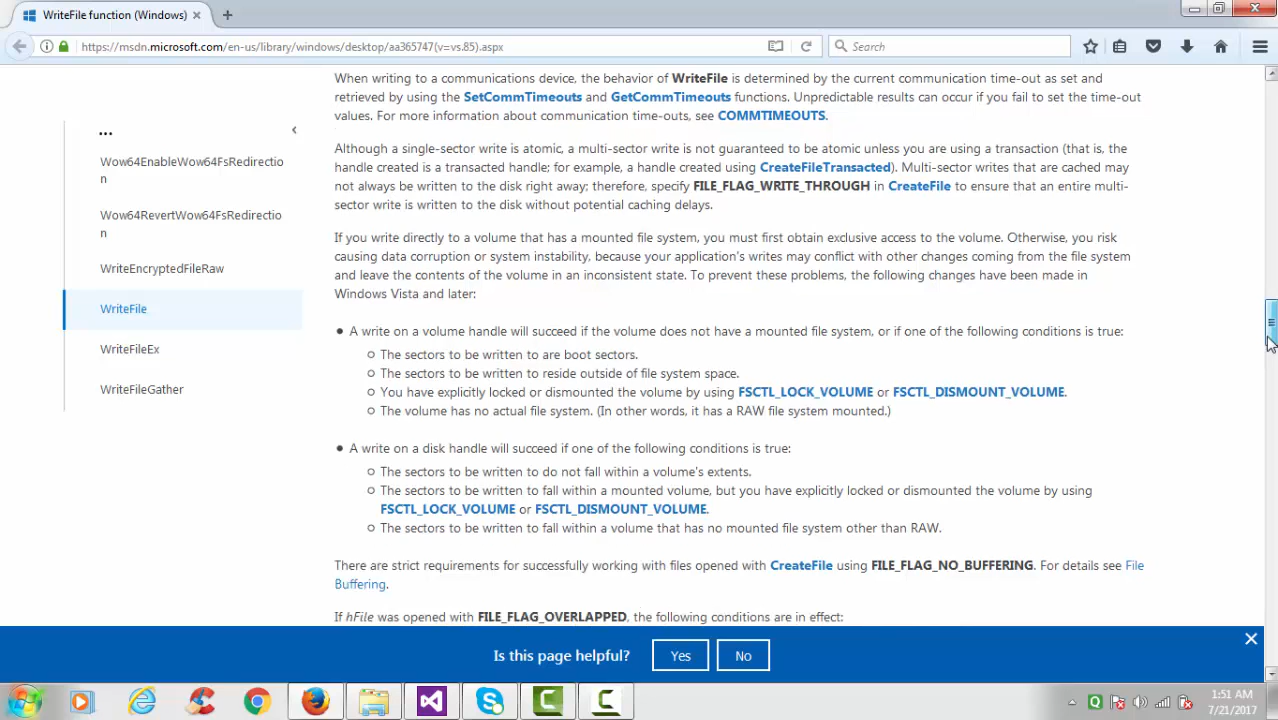 WriteFile function (Windows)
https://msdn.microsoft.com/en-us/library/windows/desktop/aa365747(v=vs.85).aspx
Search
When writing to a communications device, the behavior of WriteFile is determined by the current communication time-out as set and
retrieved by using the SetCommTimeouts and GetCommTimeouts functions. Unpredictable results can occur if you fail to set the time-out
values. For more information about communication time-outs, see COMMTIMEOUTS.
Although a single-sector write is atomic, a multi-sector write is not guaranteed to be atomic unless you are using a transaction (that is, the
handle created is a transacted handle; for example, a handle created using CreateFileTransacted). Multi-sector writes that are cached may
not always be written to the disk right away; therefore, specify FILE_FLAG_WRITE_THROUGH in CreateFile to ensure that an entire multi-
sector write is written to the disk without potential caching delays.
If you write directly to a volume that has a mounted file system, you must first obtain exclusive access to the volume. Otherwise, you risk
causing data corruption or system instability, because your application's writes may conflict with other changes coming from the file system
and leave the contents of the volume in an inconsistent state. To prevent these problems, the following changes have been made in
Windows Vista and later:
A write on a volume handle will succeed if the volume does not have a mounted file system, or if one of the following conditions is true:
The sectors to be written to are boot sectors.
The sectors to be written to reside outside of file system space.
You have explicitly locked or dismounted the volume by using FSCTL_LOCK_VOLUME or FSCTL_DISMOUNT_VOLUME.
The volume has no actual file system. (In other words, it has a RAW file system mounted.)
A write on a disk handle will succeed if one of the following conditions is true:
The sectors to be written to do not fall within a volume's extents.
The sectors to be written to fall within a mounted volume, but you have explicitly locked or dismounted the volume by using
FSCTL_LOCK_VOLUME or FSCTL_DISMOUNT_VOLUME.
The sectors to be written to fall within a volume that has no mounted file system other than RAW.
There are strict requirements for successfully working with files opened with CreateFile using FILE_FLAG_NO_BUFFERING. For details see File
Buffering.
If hFile was opened with FILE_FLAG_OVERLAPPED, the following conditions are in effect:
...
Wow64EnableWow64FsRedirectio
n
Wow64RevertWow64FsRedirectio
n
WriteEncryptedFileRaw
WriteFile
WriteFileEx
WriteFileGather
Is this page helpful?
Yes
No
1:51 AM
7/21/2017